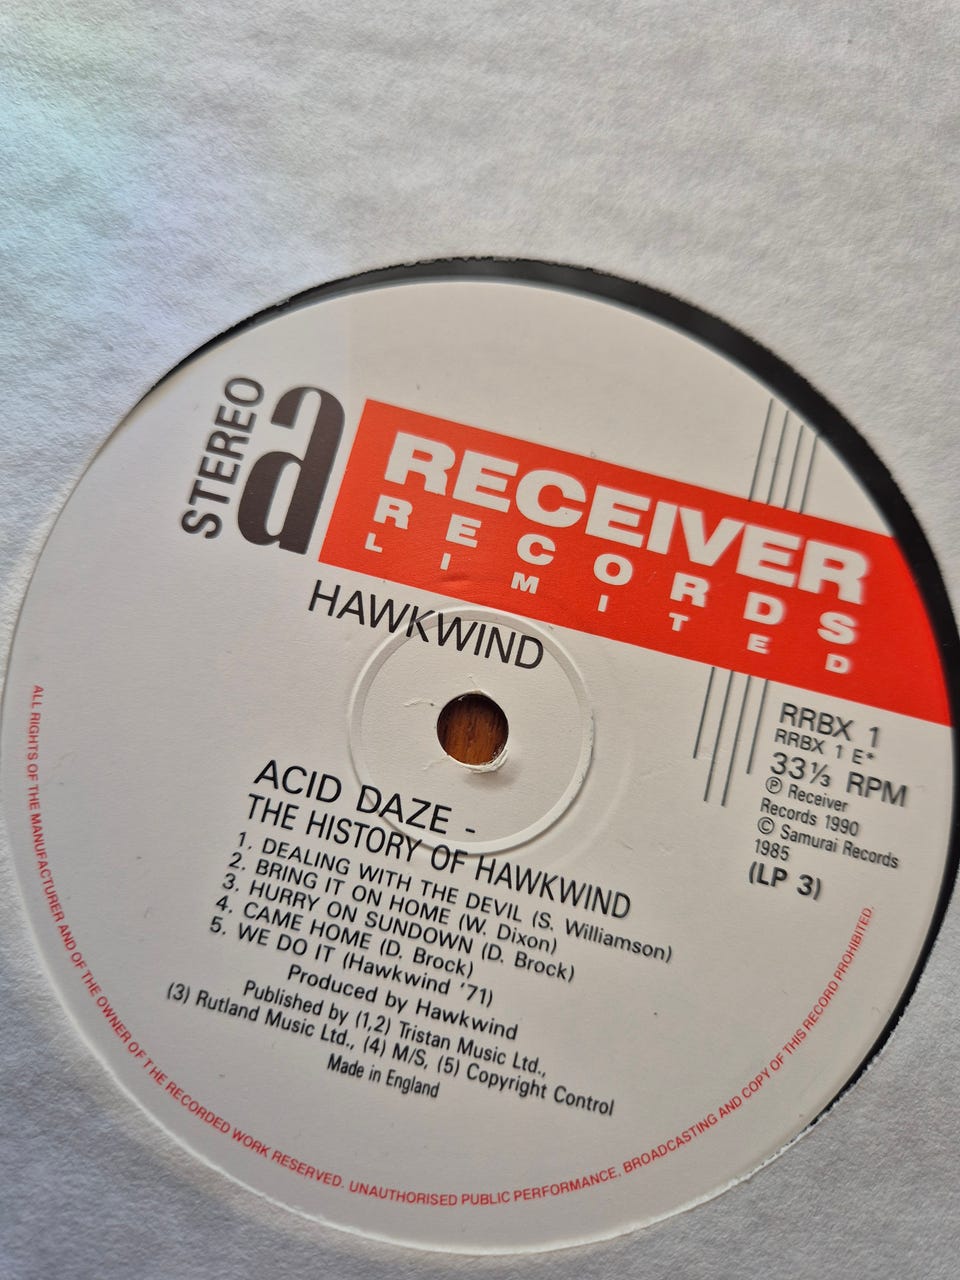 STEREO
a
RECEIVER
RECORDS
LIMITED
HAWKWIND
RRBX 1
RRBX 1 E*
33⅓ RPM
℗ Receiver
Records 1990
© Samurai Records
1985
(LP 3)
ACID DAZE -
THE HISTORY OF HAWKWIND
1. DEALING WITH THE DEVIL (S. Williamson)
2. BRING IT ON HOME (W. Dixon)
3. HURRY ON SUNDOWN (D. Brock)
4. CAME HOME (D. Brock)
5. WE DO IT (Hawkwind '71)
Produced by Hawkwind
Published by (1,2) Tristan Music Ltd.,
(3) Rutland Music Ltd., (4) M/S, (5) Copyright Control
Made in England
ALL RIGHTS OF THE MANUFACTURER AND OF THE OWNER OF THE RECORDED WORK RESERVED. UNAUTHORISED PUBLIC PERFORMANCE, BROADCASTING AND COPY OF THIS RECORD PROHIBITED.